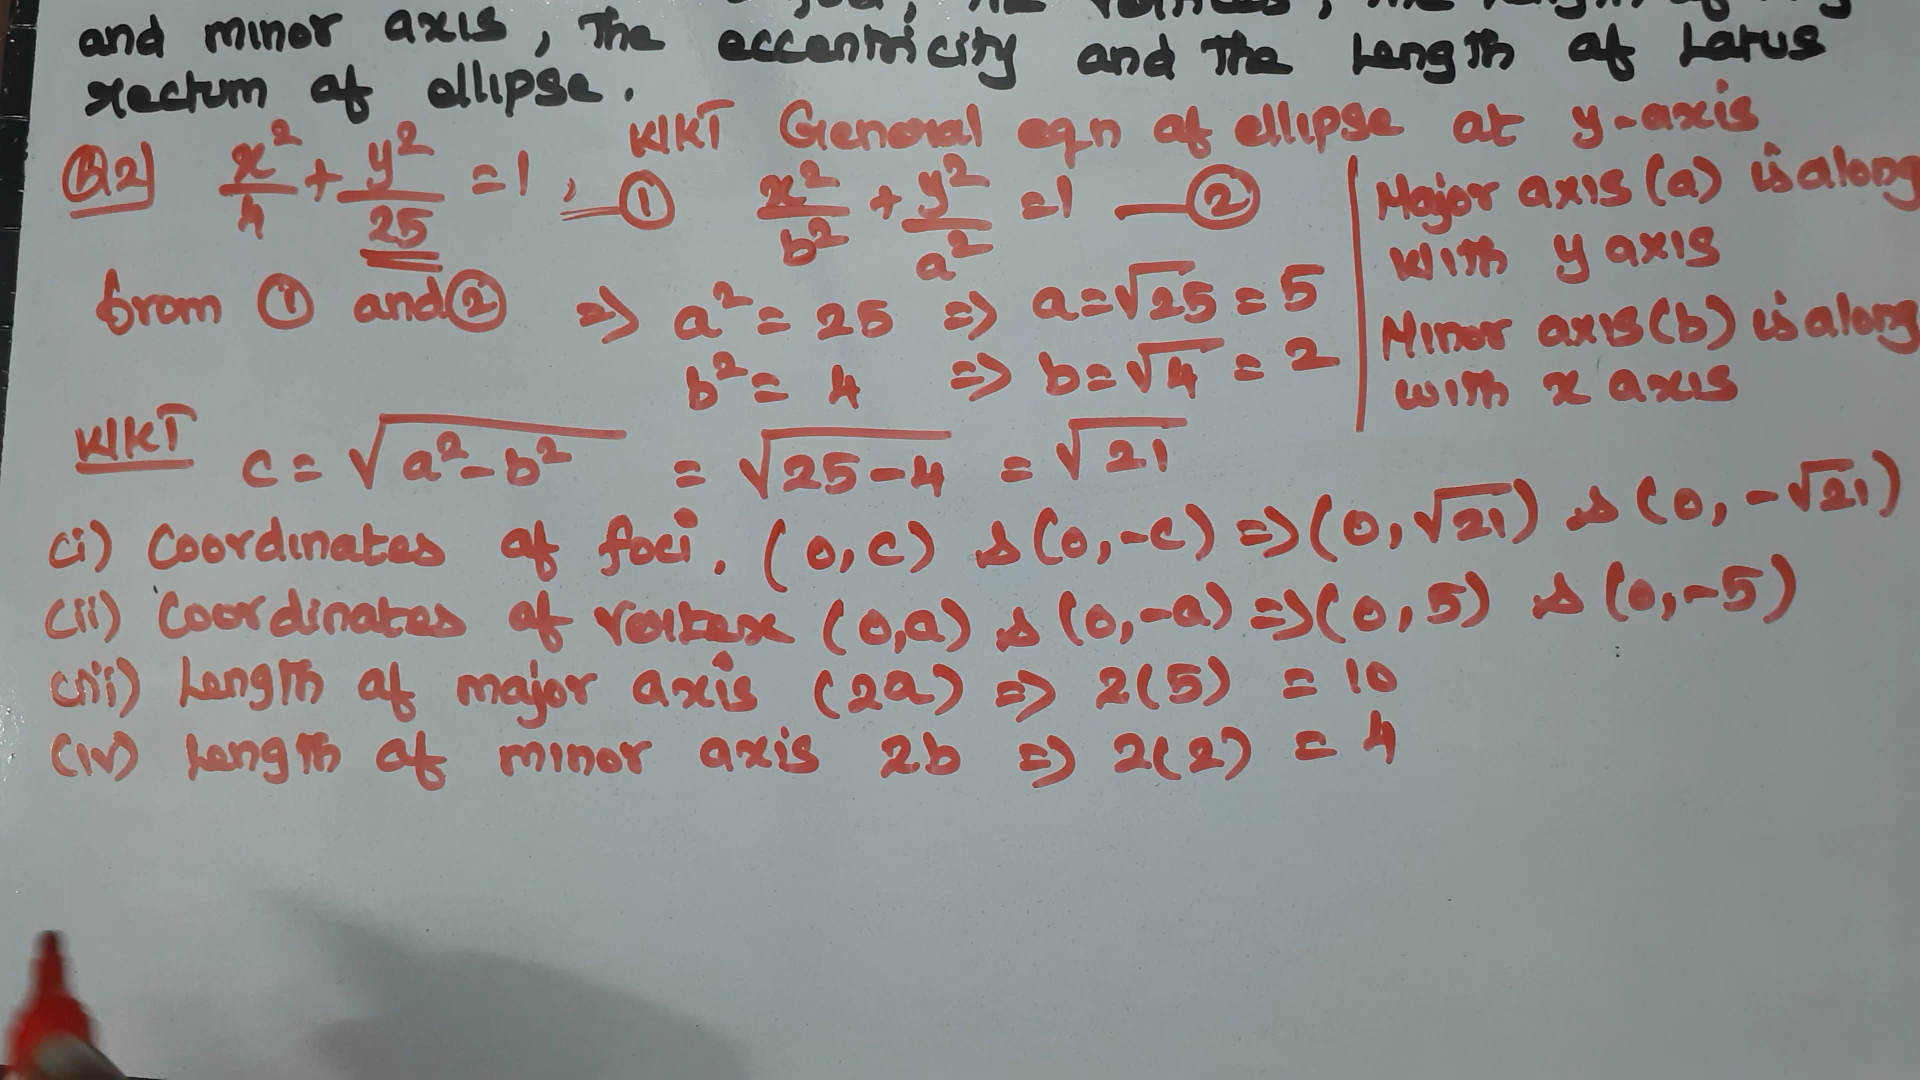 and minor axis, The eccentricity and The Length of Latus
rectum of ellipse.
Q2) x²/4 + y²/25 = 1, —① WKT General eqn of ellipse at y-axis
x²/b² + y²/a² = 1 —②
Major axis (a) is along
with y axis
Minor axis (b) is along
with x axis
from ① and ② => a² = 25 => a = √25 = 5
b² = 4 => b = √4 = 2
WKT c = √(a² - b²) = √(25 - 4) = √21
(i) Coordinates of foci. (0, c) & (0, -c) => (0, √21) & (0, -√21)
(ii) Coordinates of vertex (0, a) & (0, -a) => (0, 5) & (0, -5)
(iii) Length of major axis (2a) => 2(5) = 10
(iv) Length of minor axis 2b => 2(2) = 4